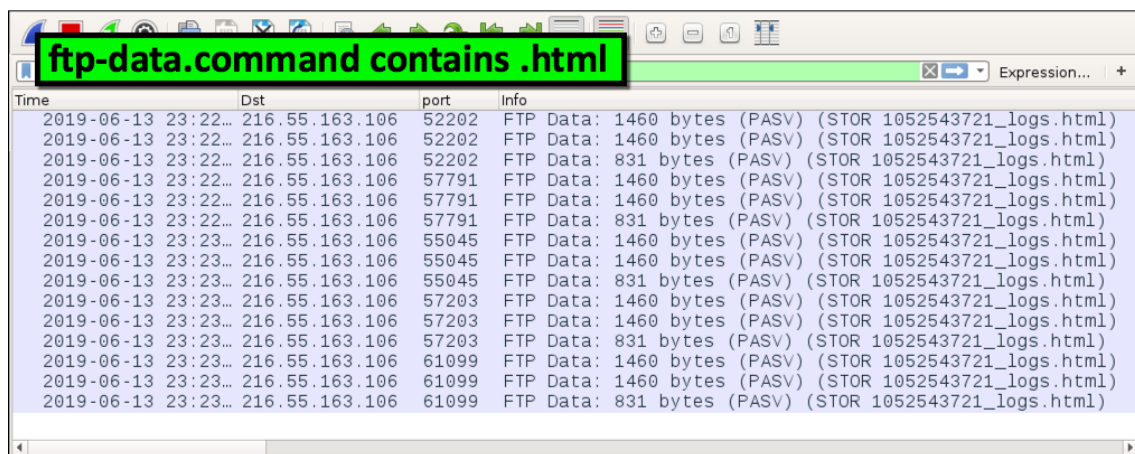 ftp-data.command contains .html
Expression... +
Time Dst port Info
2019-06-13 23:22… 216.55.163.106 52202 FTP Data: 1460 bytes (PASV) (STOR 1052543721_logs.html)
2019-06-13 23:22… 216.55.163.106 52202 FTP Data: 1460 bytes (PASV) (STOR 1052543721_logs.html)
2019-06-13 23:22… 216.55.163.106 52202 FTP Data: 831 bytes (PASV) (STOR 1052543721_logs.html)
2019-06-13 23:22… 216.55.163.106 57791 FTP Data: 1460 bytes (PASV) (STOR 1052543721_logs.html)
2019-06-13 23:22… 216.55.163.106 57791 FTP Data: 1460 bytes (PASV) (STOR 1052543721_logs.html)
2019-06-13 23:22… 216.55.163.106 57791 FTP Data: 831 bytes (PASV) (STOR 1052543721_logs.html)
2019-06-13 23:23… 216.55.163.106 55045 FTP Data: 1460 bytes (PASV) (STOR 1052543721_logs.html)
2019-06-13 23:23… 216.55.163.106 55045 FTP Data: 1460 bytes (PASV) (STOR 1052543721_logs.html)
2019-06-13 23:23… 216.55.163.106 55045 FTP Data: 831 bytes (PASV) (STOR 1052543721_logs.html)
2019-06-13 23:23… 216.55.163.106 57203 FTP Data: 1460 bytes (PASV) (STOR 1052543721_logs.html)
2019-06-13 23:23… 216.55.163.106 57203 FTP Data: 1460 bytes (PASV) (STOR 1052543721_logs.html)
2019-06-13 23:23… 216.55.163.106 57203 FTP Data: 831 bytes (PASV) (STOR 1052543721_logs.html)
2019-06-13 23:23… 216.55.163.106 61099 FTP Data: 1460 bytes (PASV) (STOR 1052543721_logs.html)
2019-06-13 23:23… 216.55.163.106 61099 FTP Data: 1460 bytes (PASV) (STOR 1052543721_logs.html)
2019-06-13 23:23… 216.55.163.106 61099 FTP Data: 831 bytes (PASV) (STOR 1052543721_logs.html)